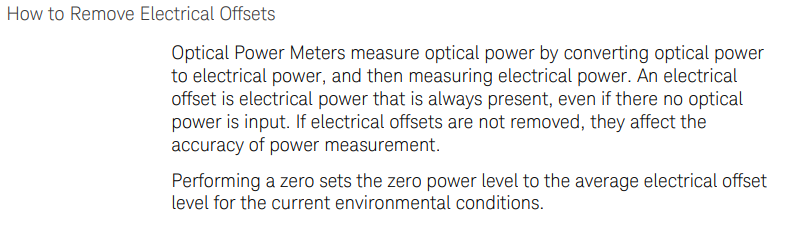 How to Remove Electrical Offsets
Optical Power Meters measure optical power by converting optical power
to electrical power, and then measuring electrical power. An electrical
offset is electrical power that is always present, even if there no optical
power is input. If electrical offsets are not removed, they affect the
accuracy of power measurement.
Performing a zero sets the zero power level to the average electrical offset
level for the current environmental conditions.